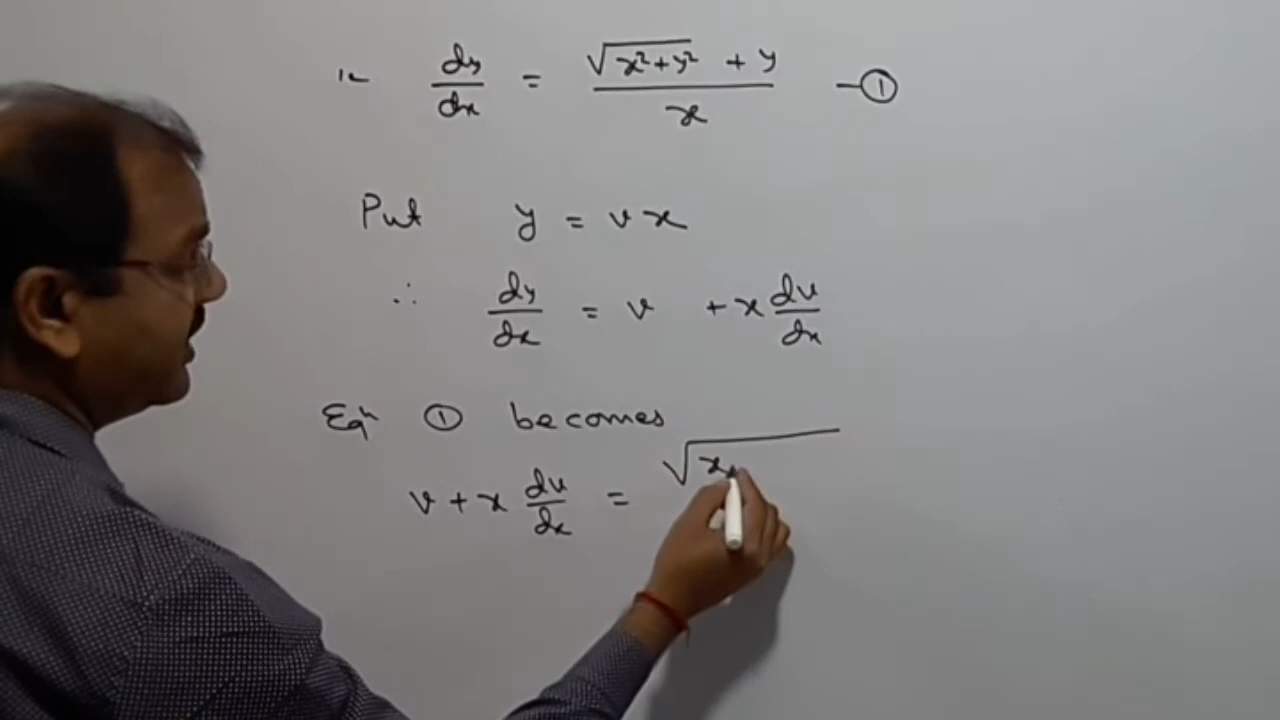 ie dy/dx = (√(x²+y²) + y)/x —①
Put y = vx
∴ dy/dx = v + x dv/dx
Eqⁿ ① becomes
v + x dv/dx = √x